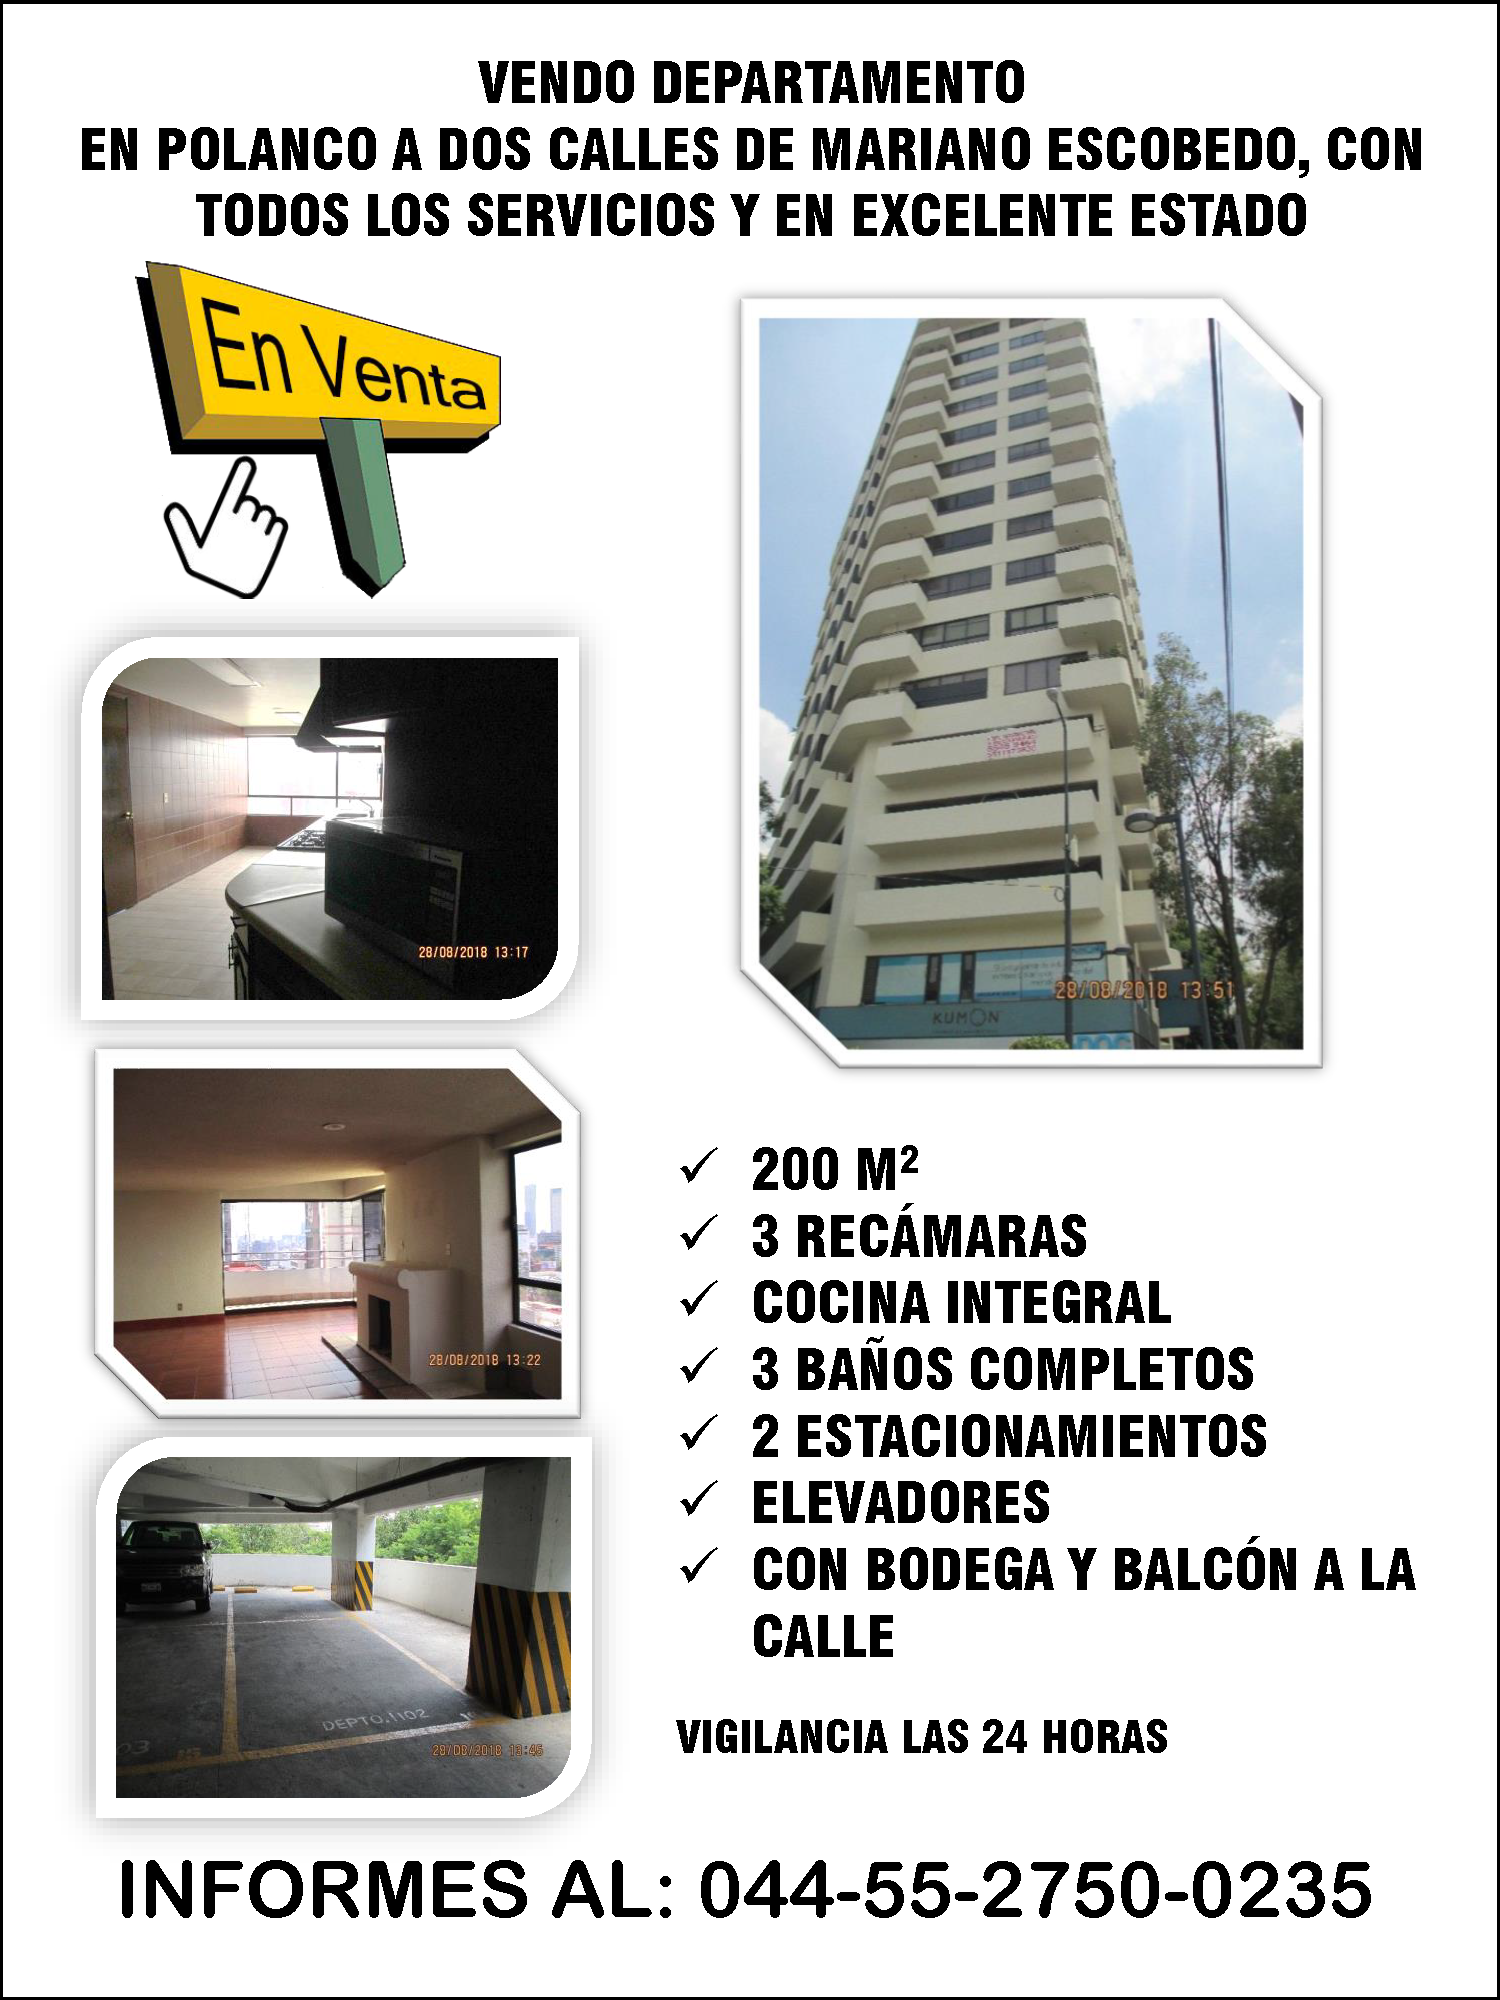 VENDO DEPARTAMENTO
EN POLANCO A DOS CALLES DE MARIANO ESCOBEDO, CON
TODOS LOS SERVICIOS Y EN EXCELENTE ESTADO
En Venta
28/08/2018 13:17
28/08/2018 13:51
KUMON
28/08/2018 13:22
✓ 200 M²
✓ 3 RECÁMARAS
✓ COCINA INTEGRAL
✓ 3 BAÑOS COMPLETOS
✓ 2 ESTACIONAMIENTOS
✓ ELEVADORES
✓ CON BODEGA Y BALCÓN A LA
CALLE
DEPTO.1102
28/08/2018 13:45
VIGILANCIA LAS 24 HORAS
INFORMES AL: 044-55-2750-0235